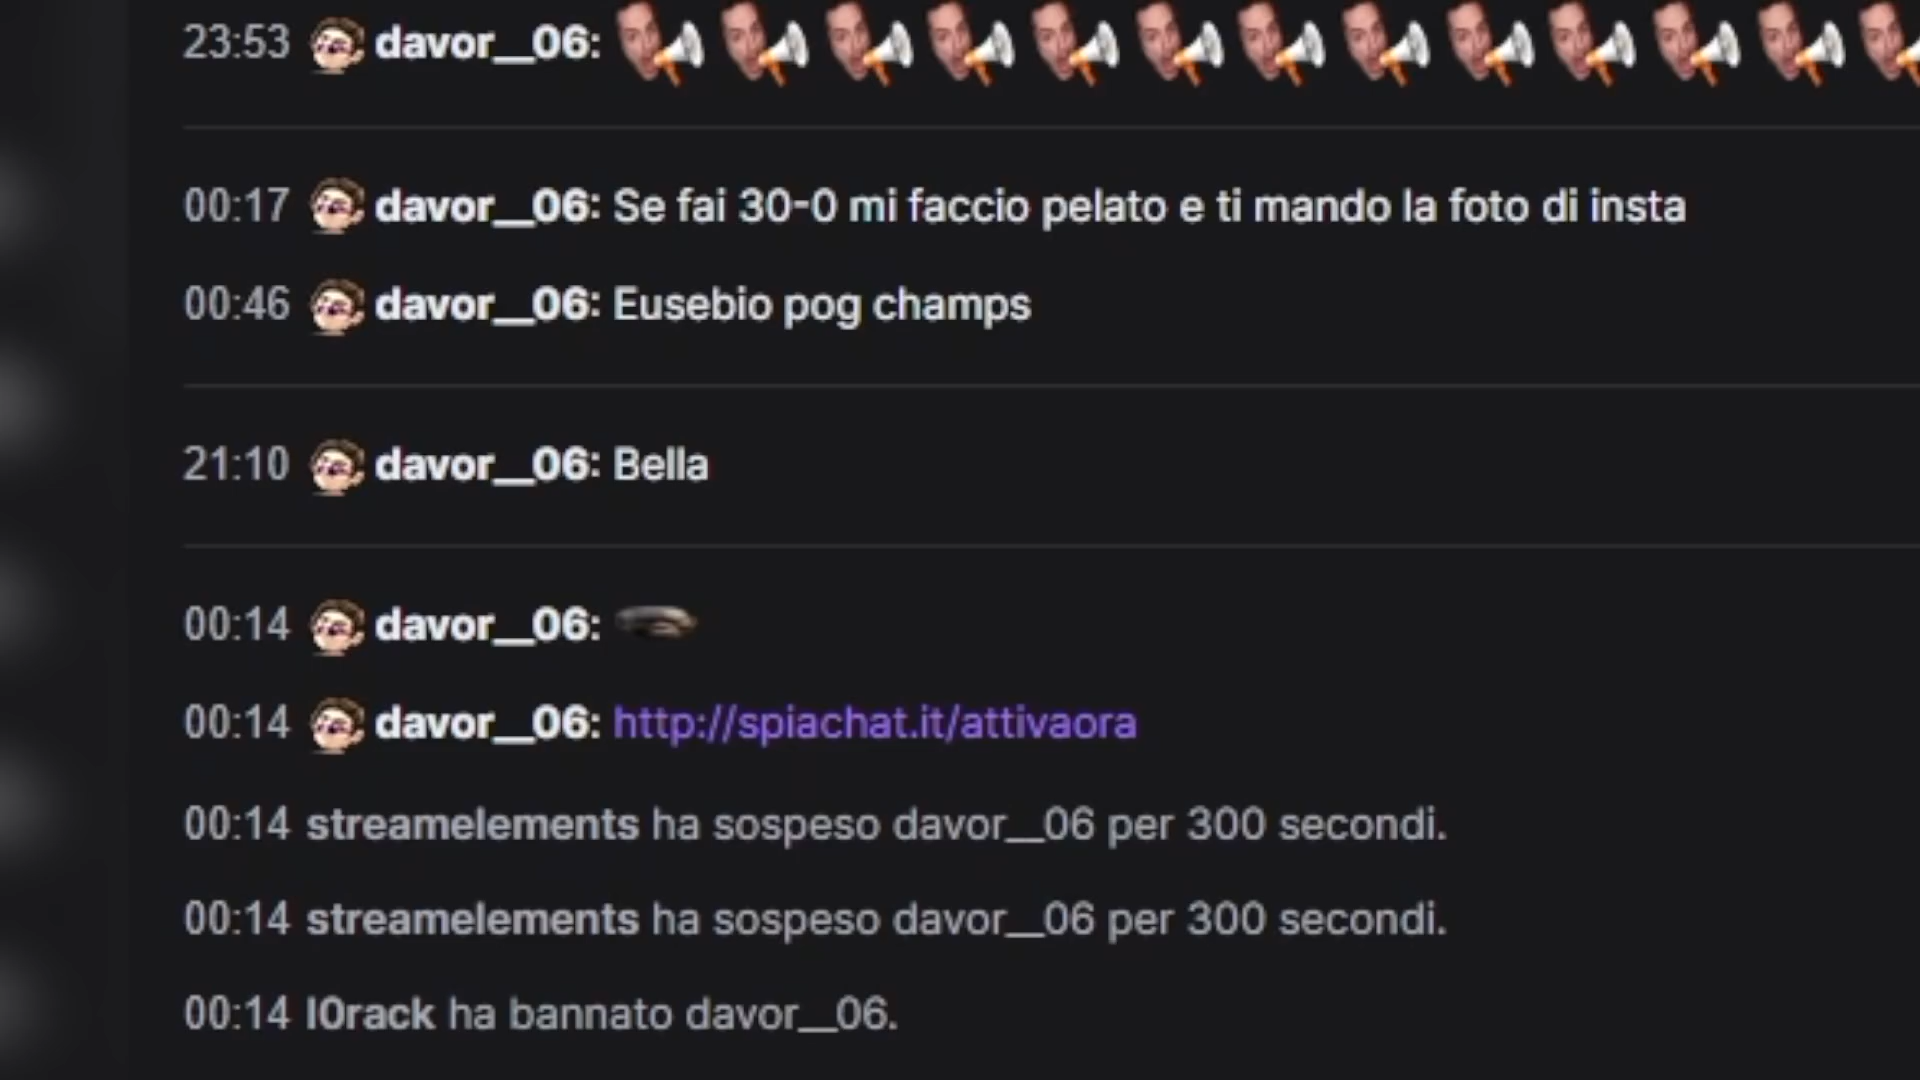 23:53 davor__06:
00:17 davor__06: Se fai 30-0 mi faccio pelato e ti mando la foto di insta
00:46 davor__06: Eusebio pog champs
21:10 davor__06: Bella
00:14 davor__06:
00:14 davor__06: http://spiachat.it/attivaora
00:14 streamelements ha sospeso davor__06 per 300 secondi.
00:14 streamelements ha sospeso davor__06 per 300 secondi.
00:14 l0rack ha bannato davor__06.